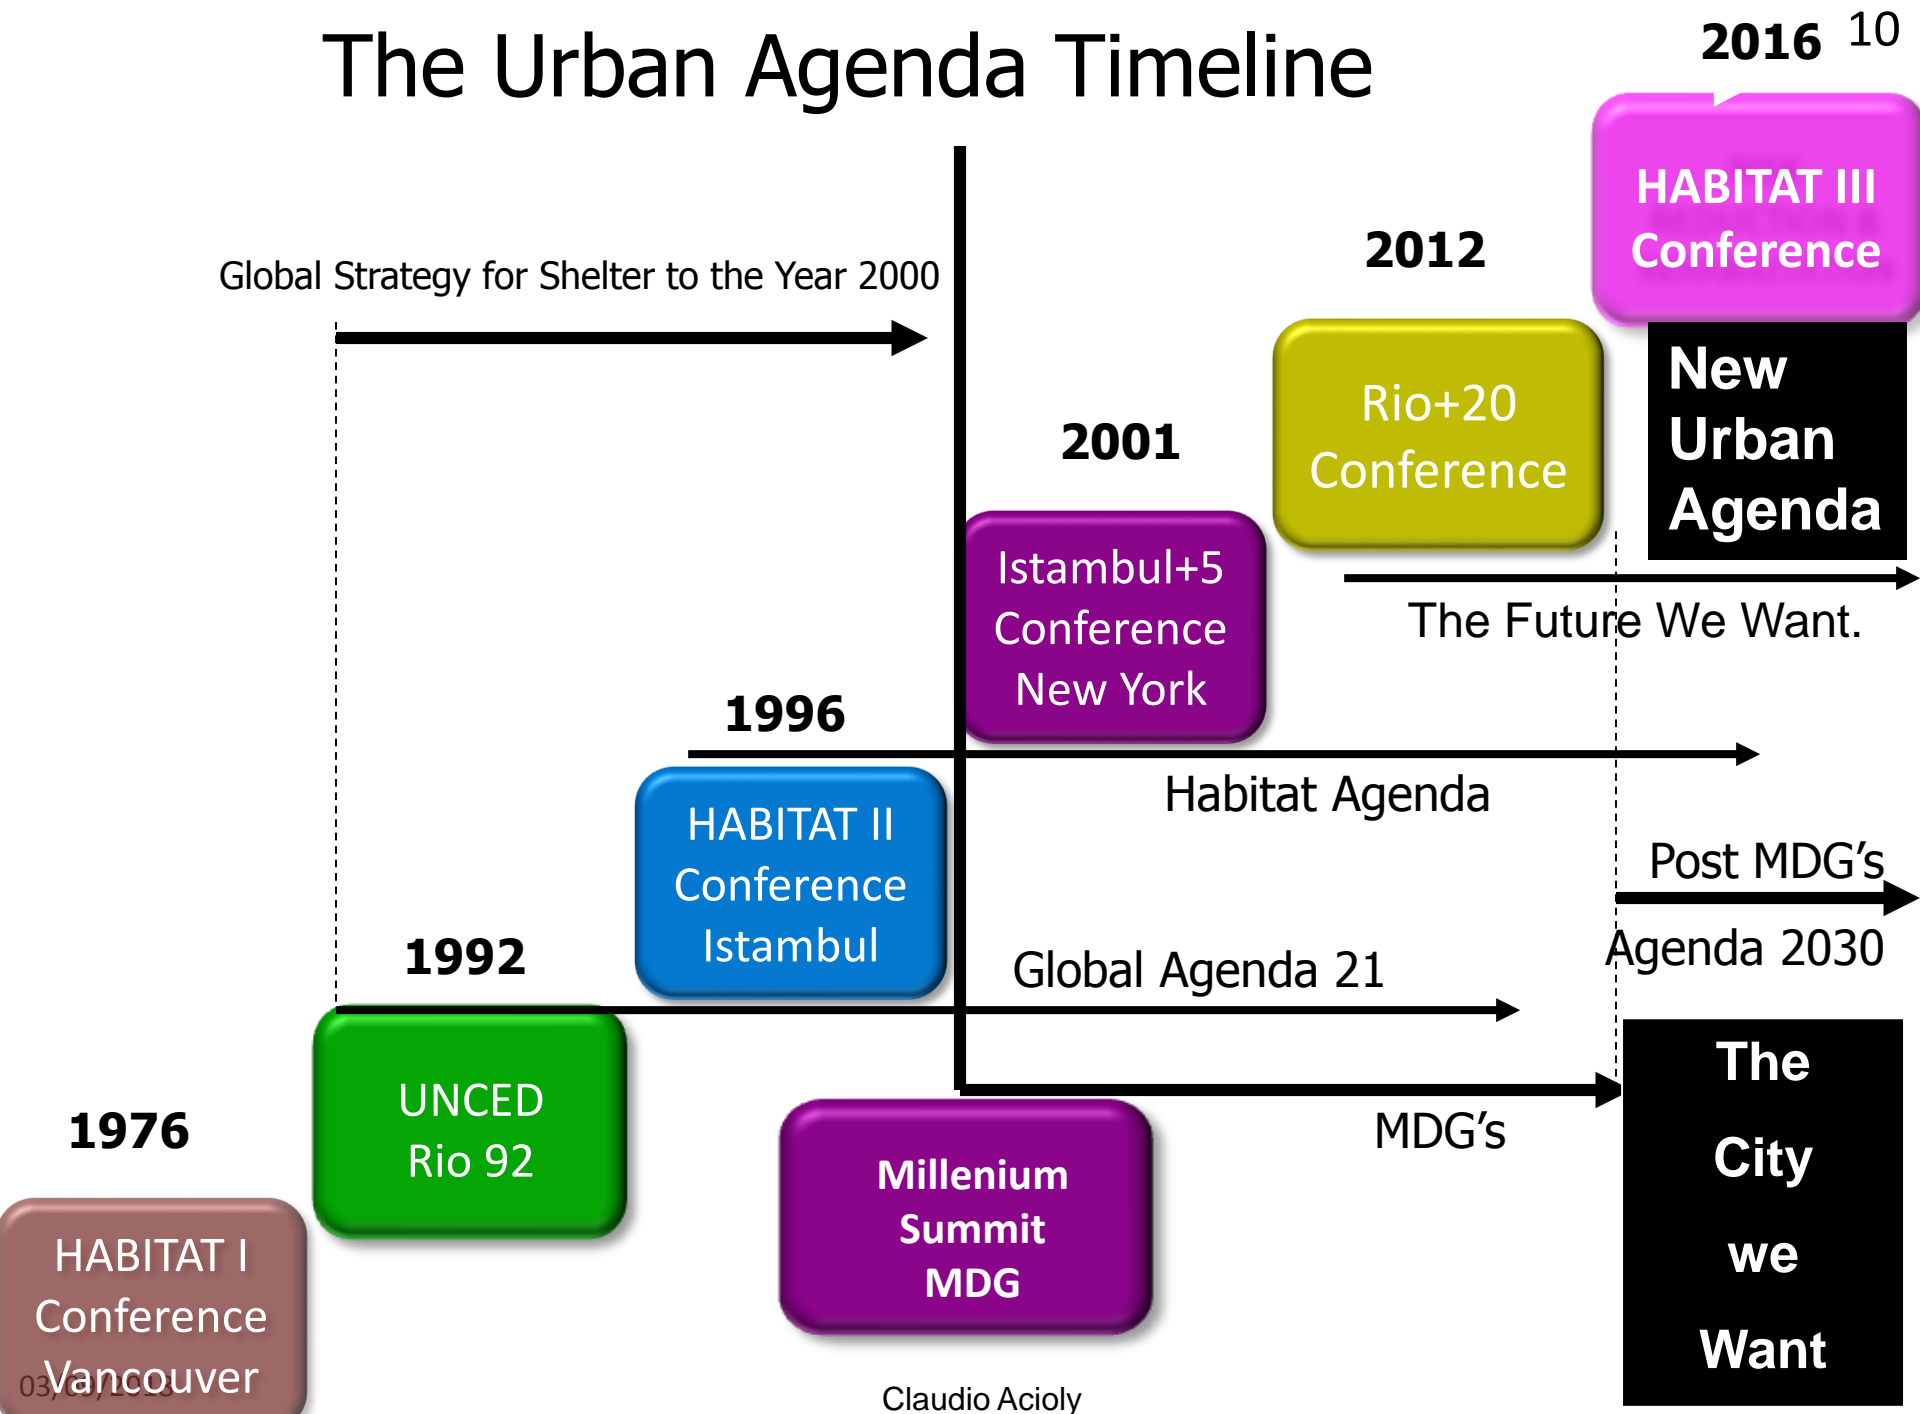 The Urban Agenda Timeline
2016
10
HABITAT III
Conference
New
Urban
Agenda
Global Strategy for Shelter to the Year 2000
2012
Rio+20
Conference
The Future We Want.
2001
Istambul+5
Conference
New York
1996
Habitat Agenda
HABITAT II
Conference
Istambul
Post MDG’s
Agenda 2030
1992
Global Agenda 21
UNCED
Rio 92
MDG’s
The
City
we
Want
1976
HABITAT I
Conference
Vancouver
Millenium
Summit
MDG
Claudio Acioly